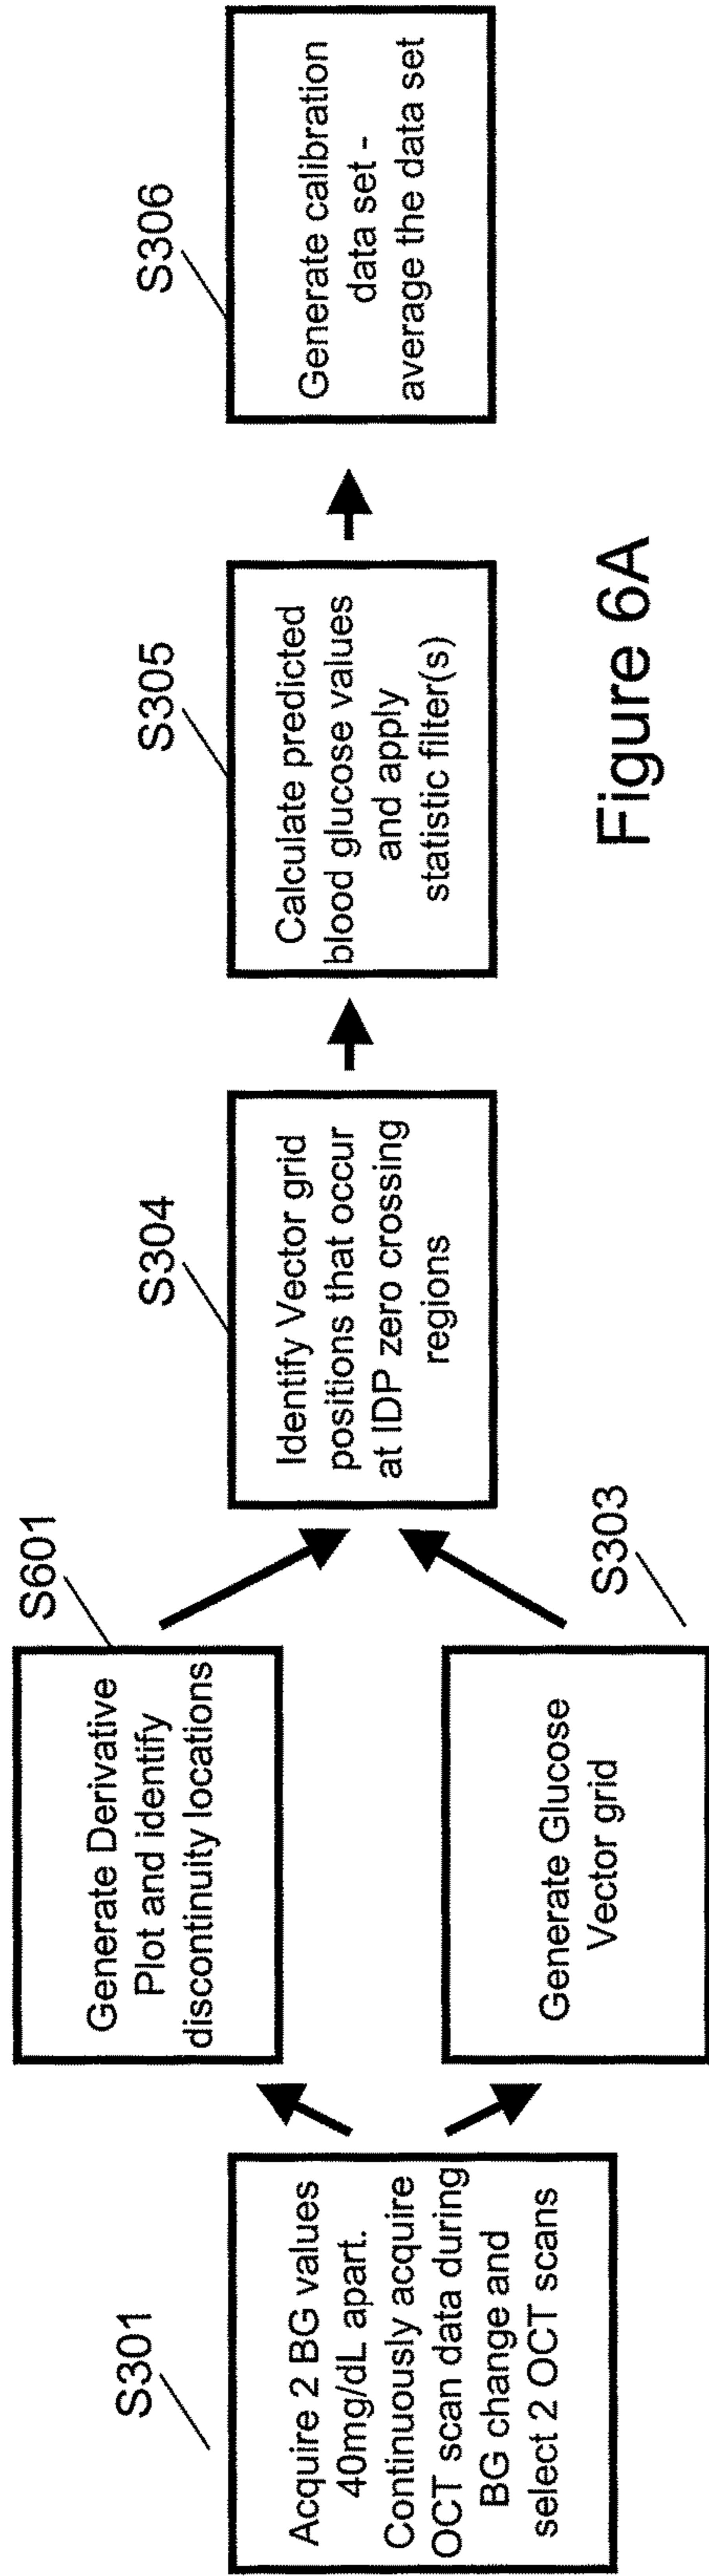 S301
Acquire 2 BG values
40mg/dL apart.
Continuously acquire
OCT scan data during
BG change and
select 2 OCT scans
S601
Generate Derivative
Plot and identify
discontinuity locations
S303
Generate Glucose
Vector grid
S304
Identify Vector grid
positions that occur
at IDP zero crossing
regions
S305
Calculate predicted
blood glucose values
and apply
statistic filter(s)
S306
Generate calibration
data set -
average the data set
Figure 6A